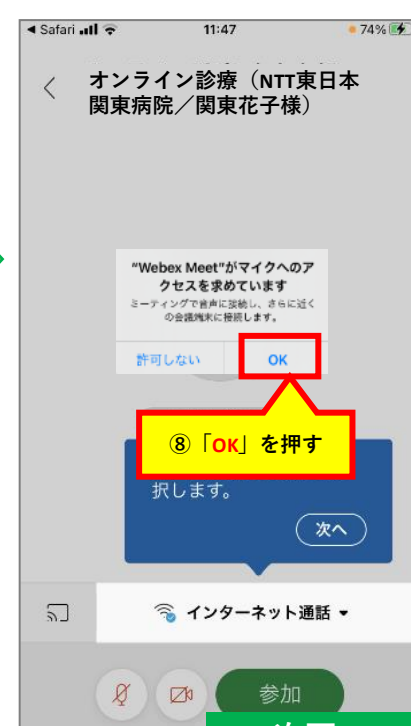 ◀ Safari
11:47
74%
オンライン診療（NTT東日本
関東病院／関東花子様）
“Webex Meet”がマイクへのア
クセスを求めています
ミーティングで音声に接続し、さらに近く
の会議端末に接続します。
許可しない
OK
⑧「OK」を押す
択します。
次へ
インターネット通話
参加